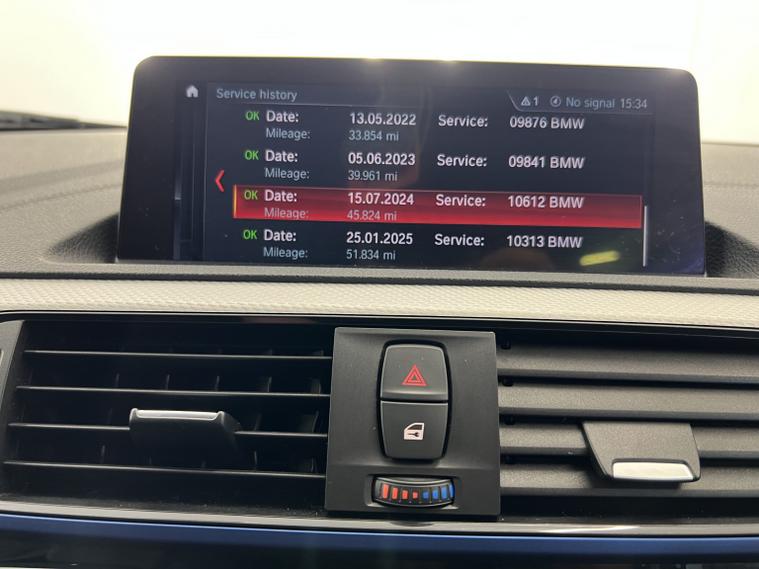 Service history 1 No signal 15:34
OK Date: 13.05.2022 Service: 09876 BMW
Mileage: 33.854 mi
OK Date: 05.06.2023 Service: 09841 BMW
Mileage: 39.961 mi
OK Date: 15.07.2024 Service: 10612 BMW
Mileage: 45.824 mi
OK Date: 25.01.2025 Service: 10313 BMW
Mileage: 51.834 mi